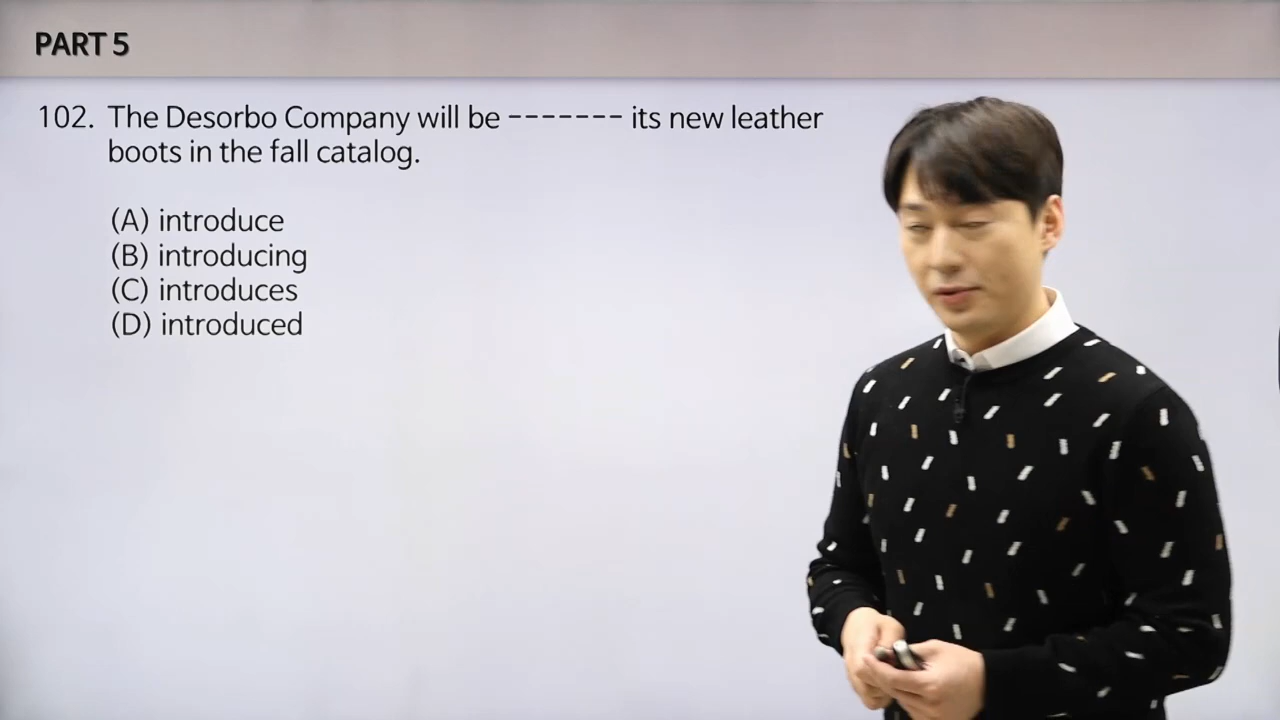 PART 5
102. The Desorbo Company will be ------- its new leather
boots in the fall catalog.
(A) introduce
(B) introducing
(C) introduces
(D) introduced